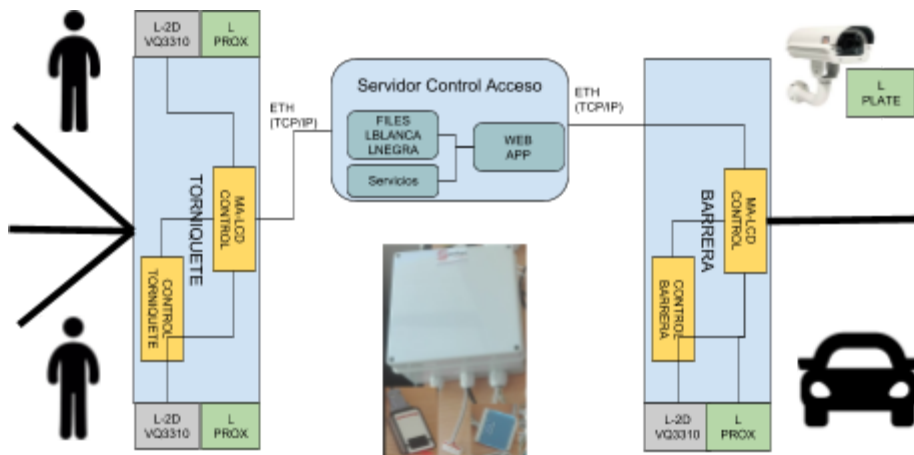 L-2D
VQ3310
L
PROX
TORNIQUETE
MA-LCD
CONTROL
CONTROL
TORNIQUETE
L-2D
VQ3310
L
PROX
ETH
(TCP/IP)
Servidor Control Acceso
FILES
LBLANCA
LNEGRA
Servicios
WEB
APP
ETH
(TCP/IP)
BARRERA
MA-LCD
CONTROL
CONTROL
BARRERA
L-2D
VQ3310
L
PROX
L
PLATE